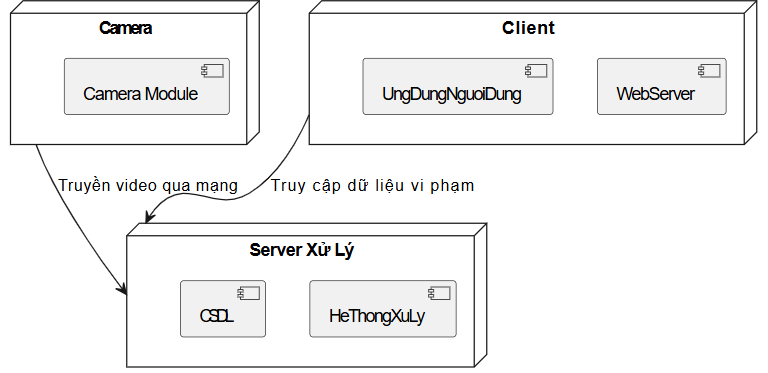 Camera
Client
Camera Module
UngDungNguoiDung
WebServer
Truyền video qua mạng
Truy cập dữ liệu vi phạm
Server Xử Lý
CSDL
HeThongXuLy